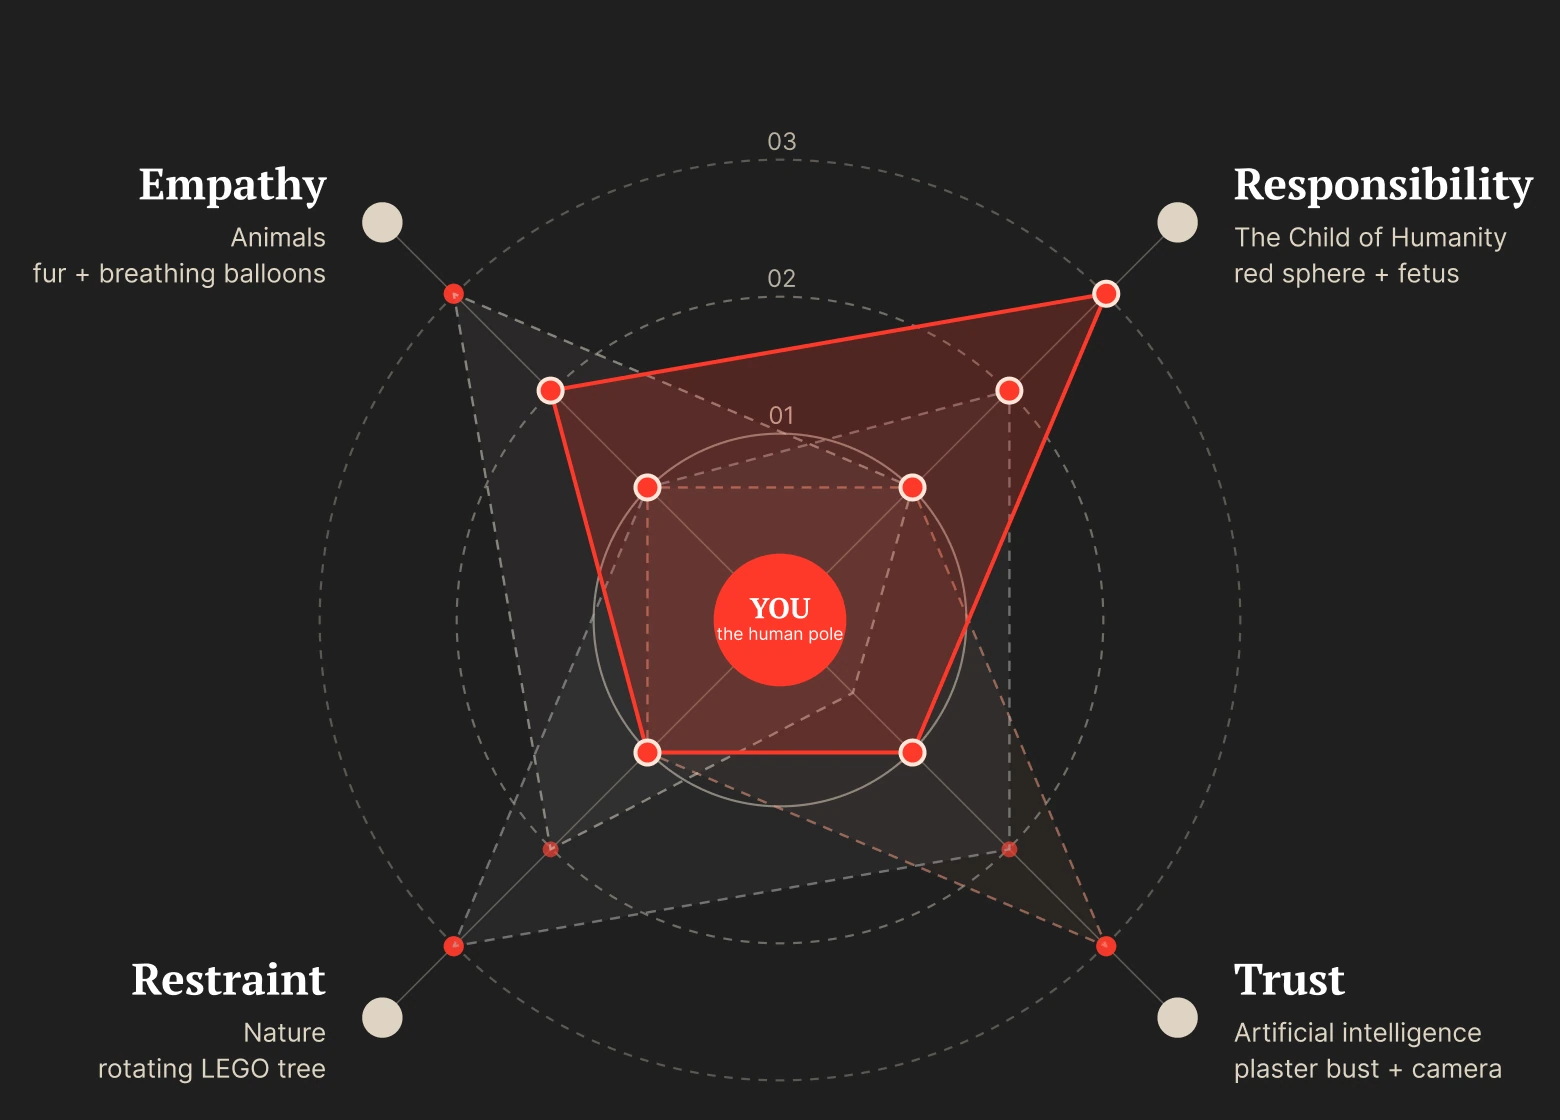 03
Empathy
Animals
fur + breathing balloons
Responsibility
The Child of Humanity
red sphere + fetus
02
01
YOU
the human pole
Restraint
Nature
rotating LEGO tree
Trust
Artificial intelligence
plaster bust + camera